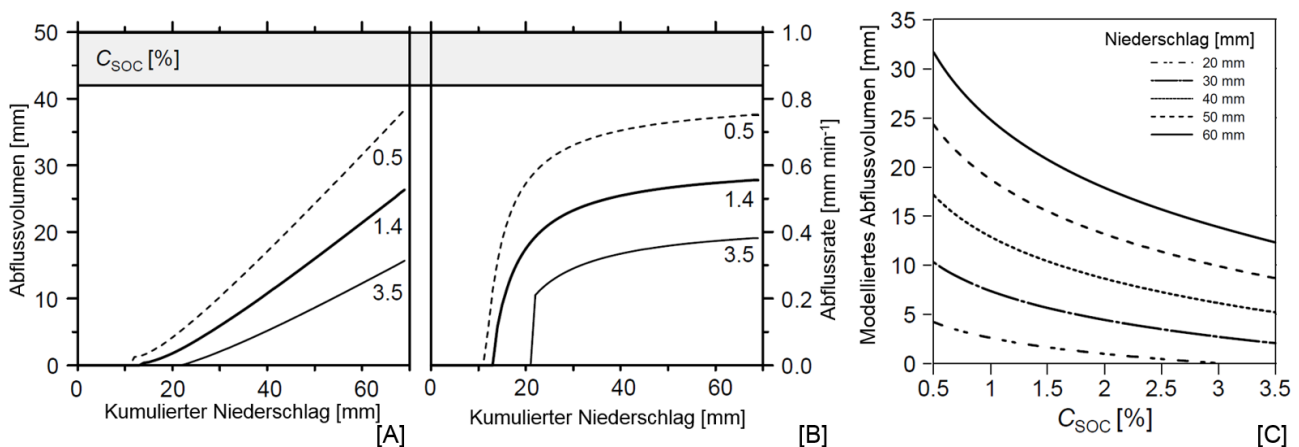 C_SOC [%]
Abflussvolumen [mm]
50
40
30
20
10
0
0.5
1.4
3.5
0 20 40 60
Kumulierter Niederschlag [mm]
[A]
0.5
1.4
3.5
1.0
0.8
0.6
0.4
0.2
0.0
Abflussrate [mm min⁻¹]
0 20 40 60
Kumulierter Niederschlag [mm]
[B]
Modelliertes Abflussvolumen [mm]
35
30
25
20
15
10
5
0
Niederschlag [mm]
20 mm
30 mm
40 mm
50 mm
60 mm
0.5 1 1.5 2 2.5 3 3.5
C_SOC [%]
[C]